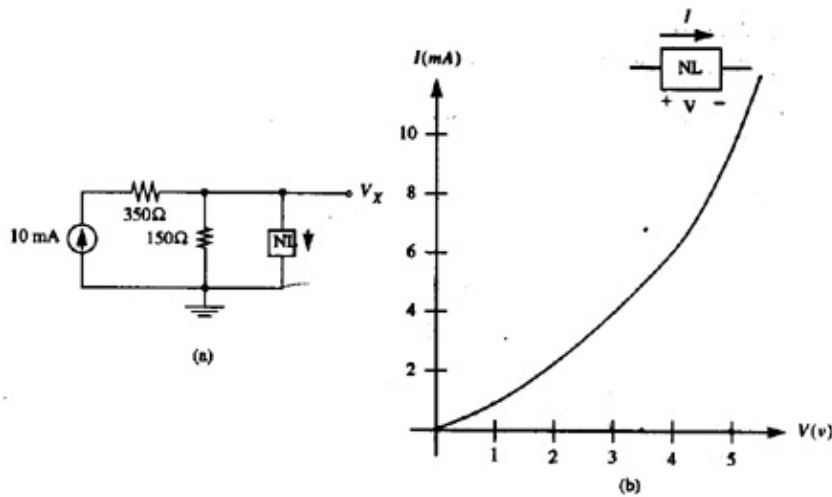 350Ω
10 mA
150Ω
NL
V_X
(a)
I
I(mA)
NL
+ V −
10
8
6
4
2
1 2 3 4 5
V(v)
(b)